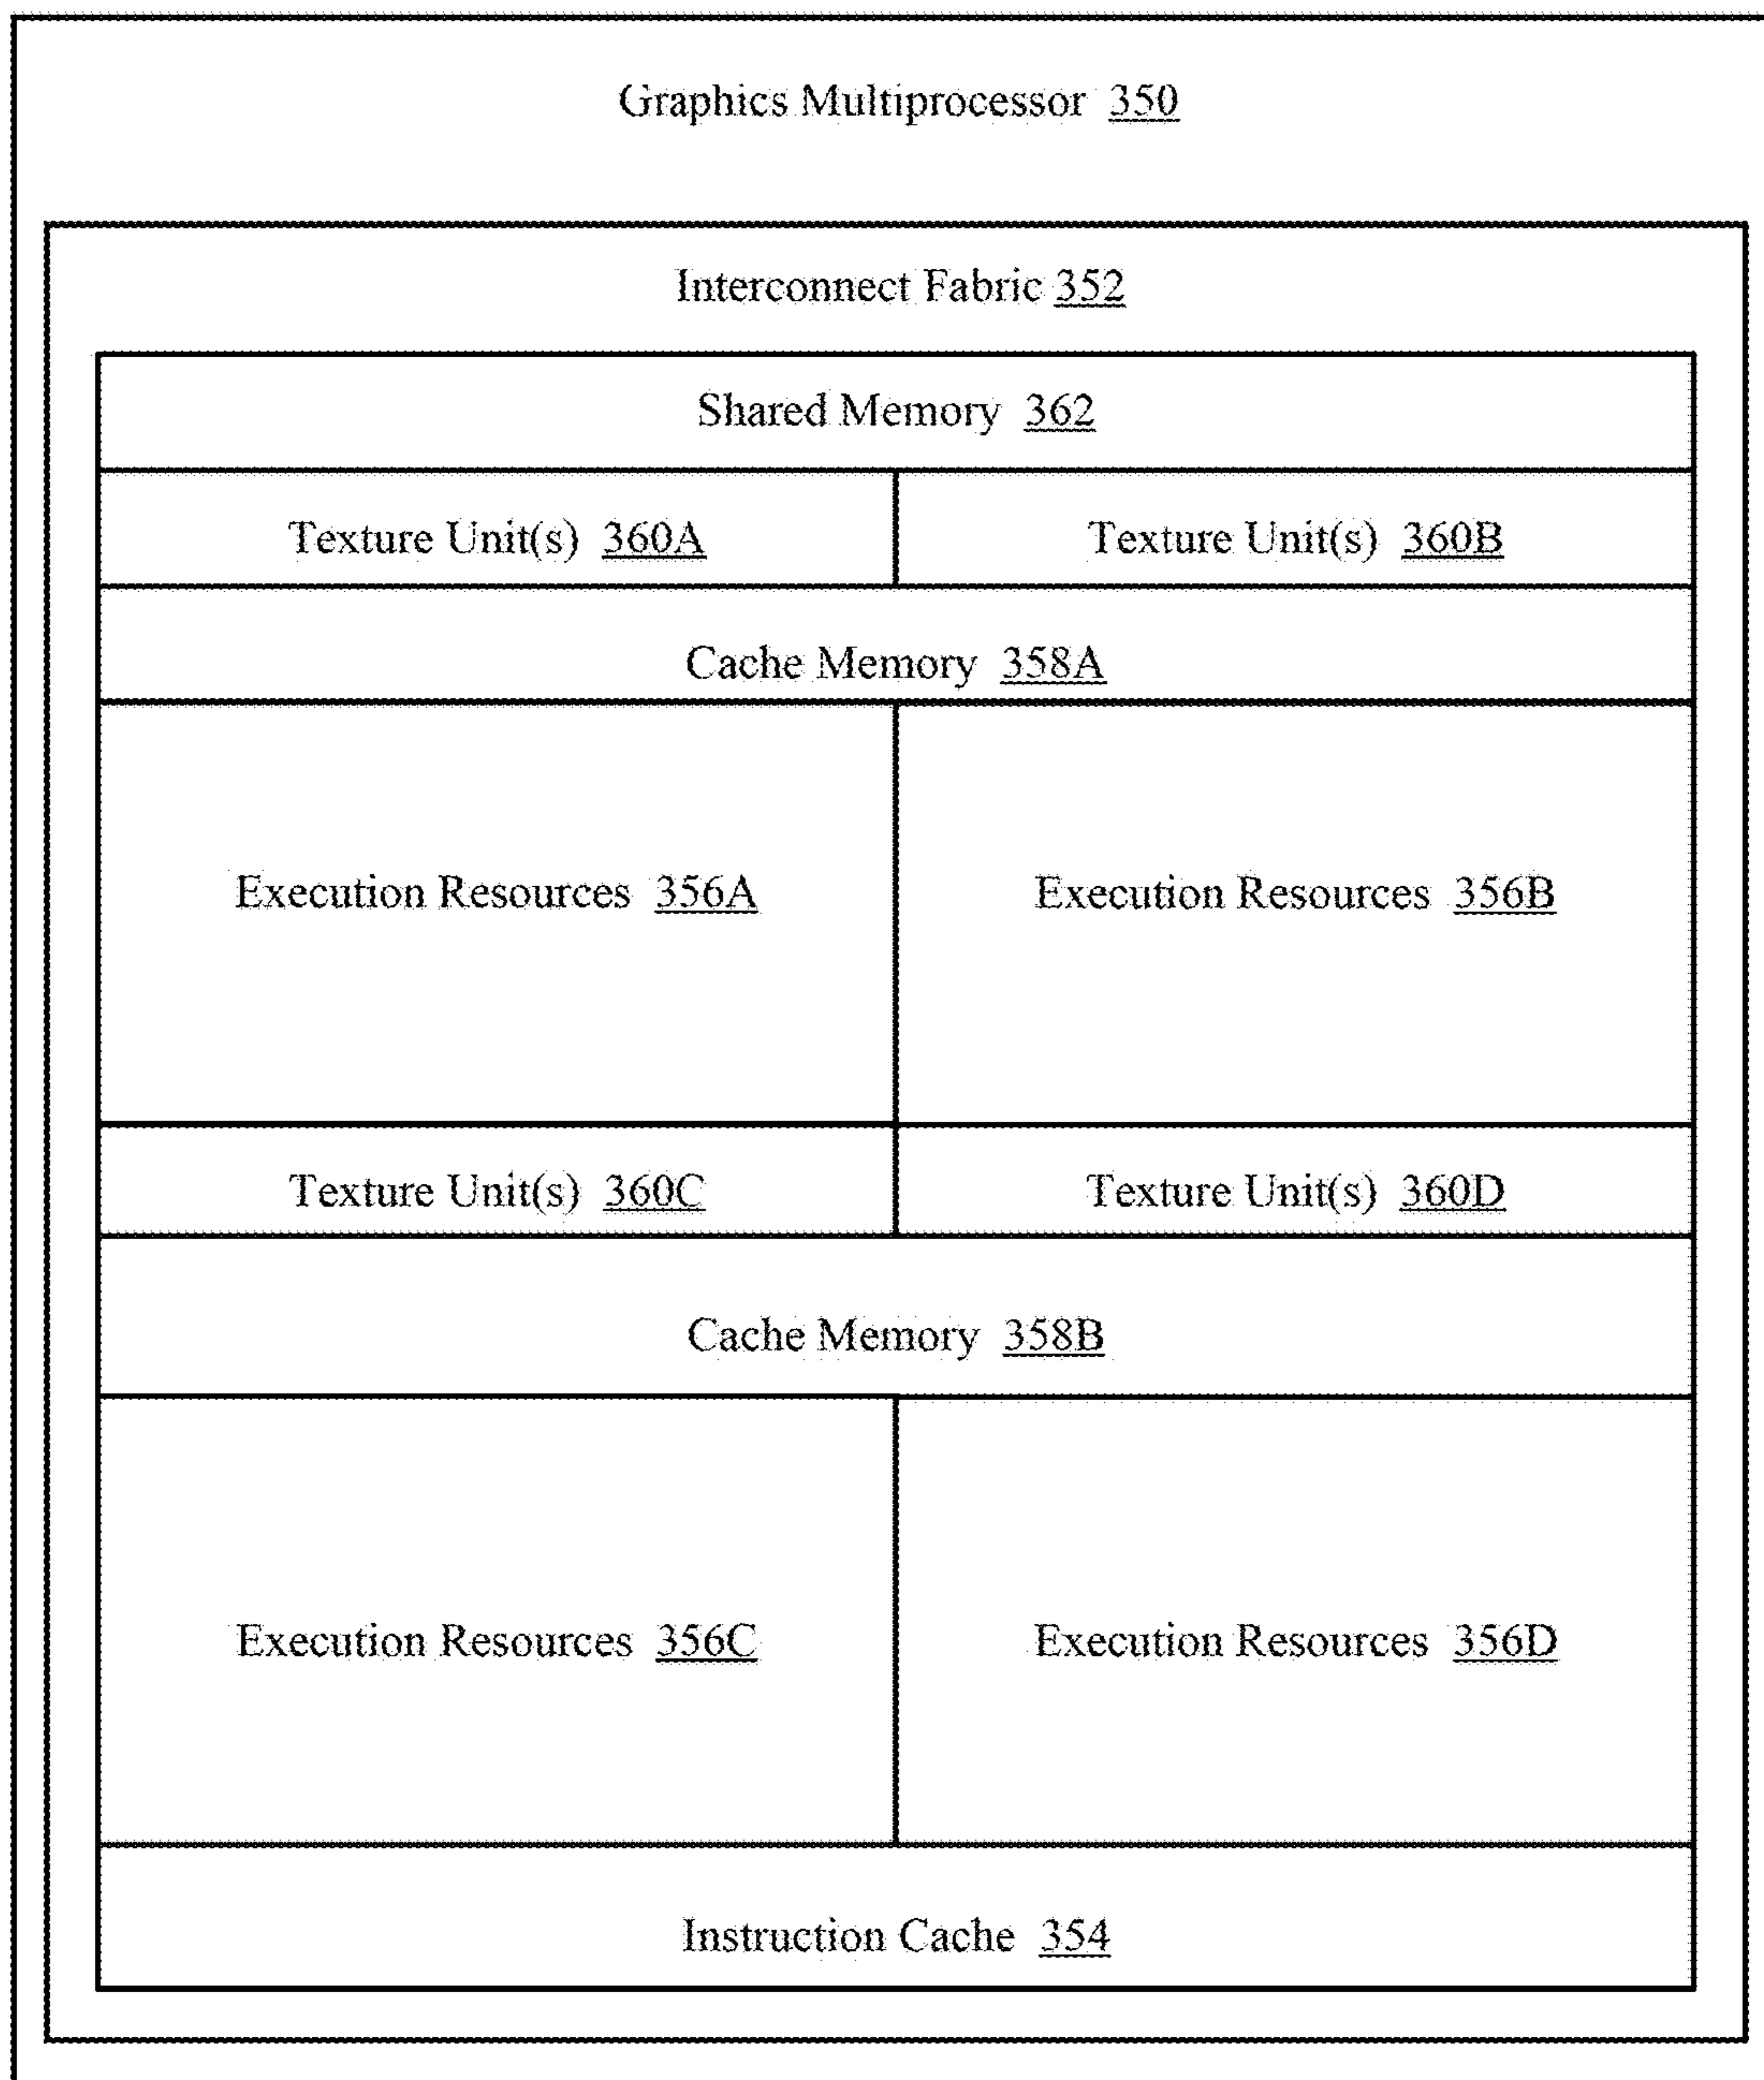 Graphics Multiprocessor 350
Interconnect Fabric 352
Shared Memory 362
Texture Unit(s) 360A
Texture Unit(s) 360B
Cache Memory 358A
Execution Resources 356A
Execution Resources 356B
Texture Unit(s) 360C
Texture Unit(s) 360D
Cache Memory 358B
Execution Resources 356C
Execution Resources 356D
Instruction Cache 354